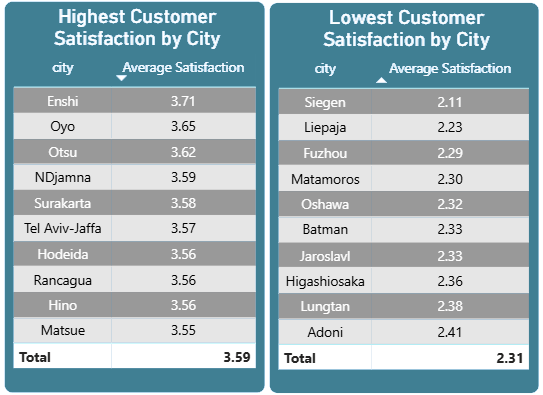 Highest Customer
Satisfaction by City
city Average Satisfaction
Enshi 3.71
Oyo 3.65
Otsu 3.62
NDjamna 3.59
Surakarta 3.58
Tel Aviv-Jaffa 3.57
Hodeida 3.56
Rancagua 3.56
Hino 3.56
Matsue 3.55
Total 3.59
Lowest Customer
Satisfaction by City
city Average Satisfaction
Siegen 2.11
Liepaja 2.23
Fuzhou 2.29
Matamoros 2.30
Oshawa 2.32
Batman 2.33
Jaroslavl 2.33
Higashiosaka 2.36
Lungtan 2.38
Adoni 2.41
Total 2.31